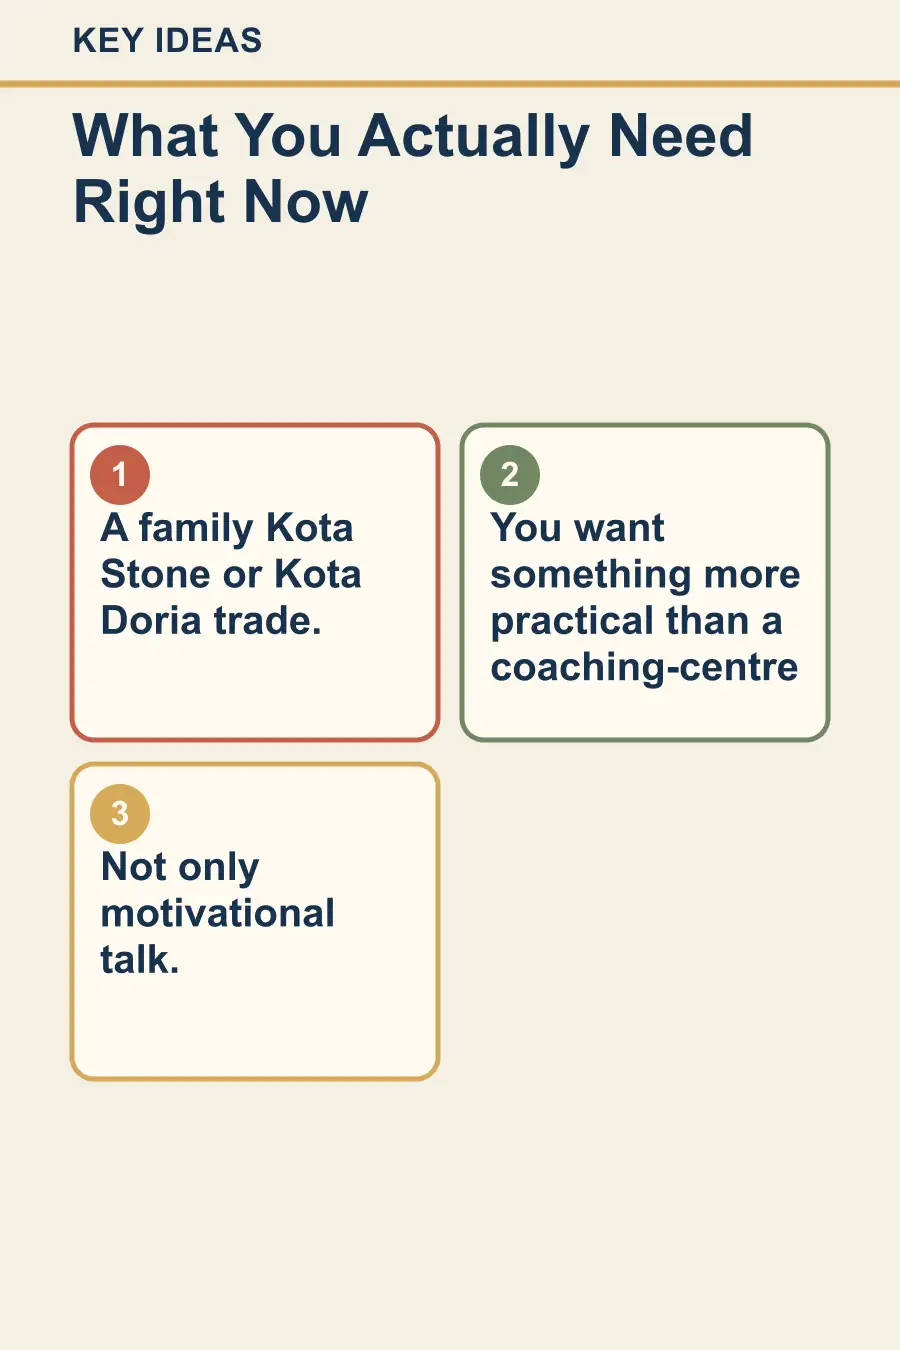 KEY IDEAS
What You Actually Need
Right Now
1
A family Kota
Stone or Kota
Doria trade.
2
You want
something more
practical than a
coaching-centre
3
Not only
motivational
talk.